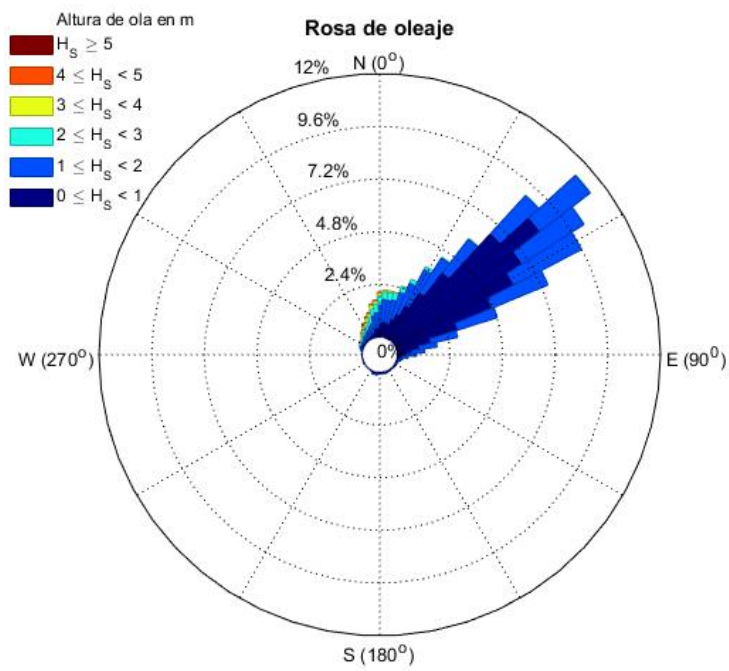 Altura de ola en m
H_S ≥ 5
4 ≤ H_S < 5
3 ≤ H_S < 4
2 ≤ H_S < 3
1 ≤ H_S < 2
0 ≤ H_S < 1
Rosa de oleaje
N (0°)
12%
9.6%
7.2%
4.8%
2.4%
0%
W (270°)
E (90⁰)
S (180°)